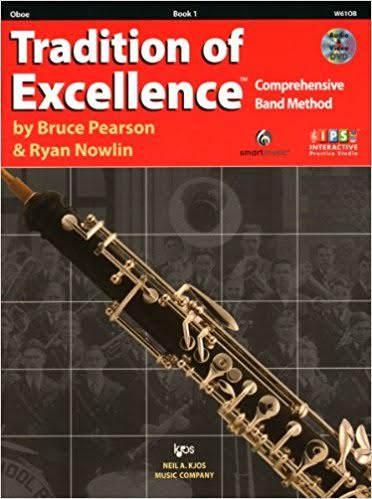 Oboe
Book 1
W61OB
Audio & Video DVD
Tradition of
Excellence™
Comprehensive
Band Method
by Bruce Pearson
& Ryan Nowlin
smartmusic
IPS
INTERACTIVE
Practice Studio
kjos
NEIL A. KJOS
MUSIC COMPANY